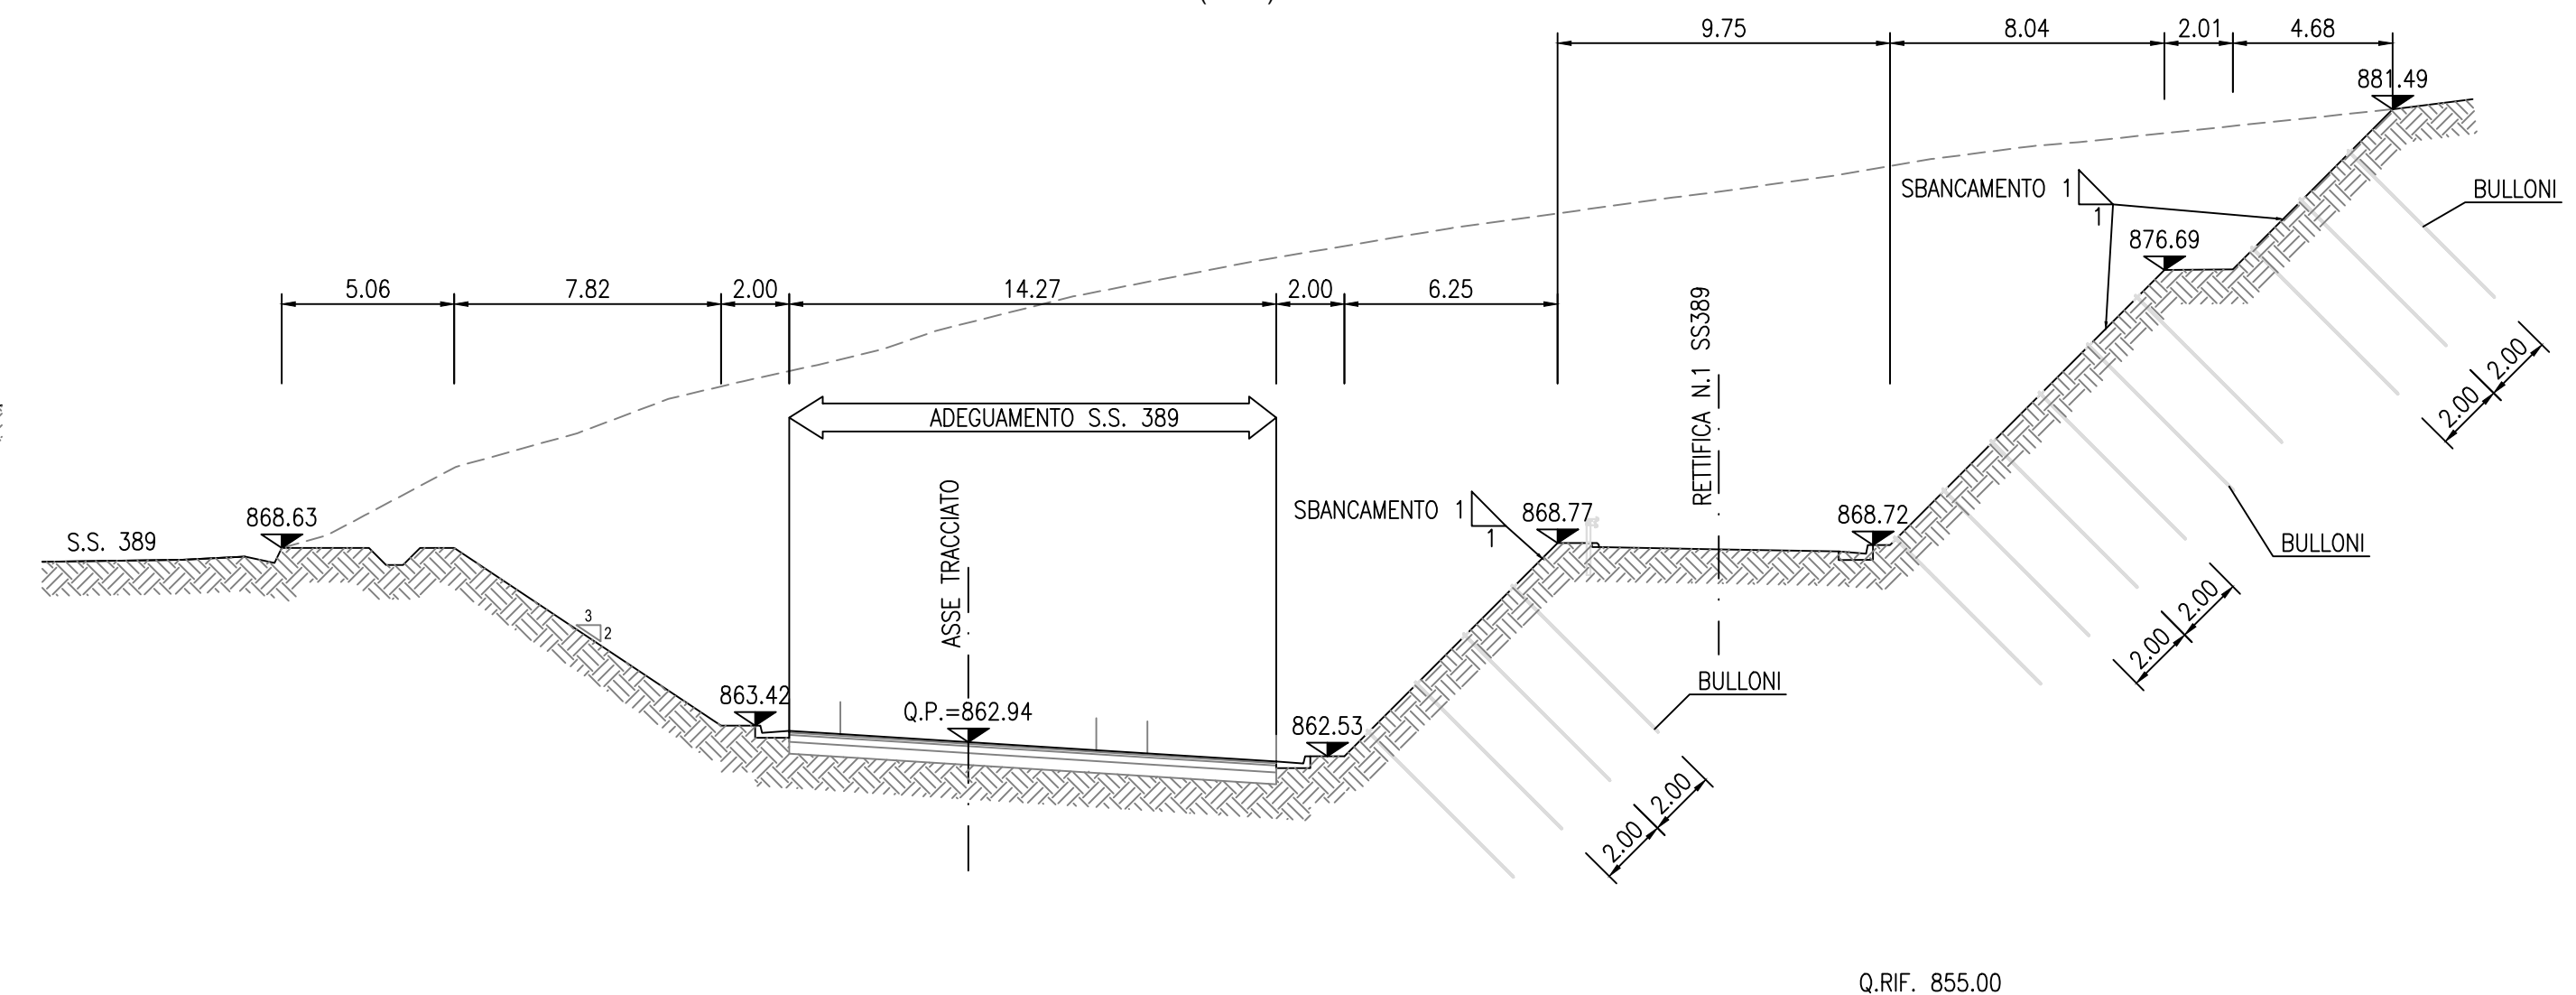 9.75 8.04 2.01 4.68
881.49
SBANCAMENTO 1
1
BULLONI
876.69
5.06 7.82 2.00 14.27 2.00 6.25
RETTIFICA N.1 SS389
2.00 2.00
ADEGUAMENTO S.S. 389
ASSE TRACCIATO
868.63
S.S. 389
SBANCAMENTO 1
1
868.77
868.72
BULLONI
3
2
2.00 2.00
863.42
Q.P.=862.94
862.53
BULLONI
2.00 2.00
Q.RIF. 855.00